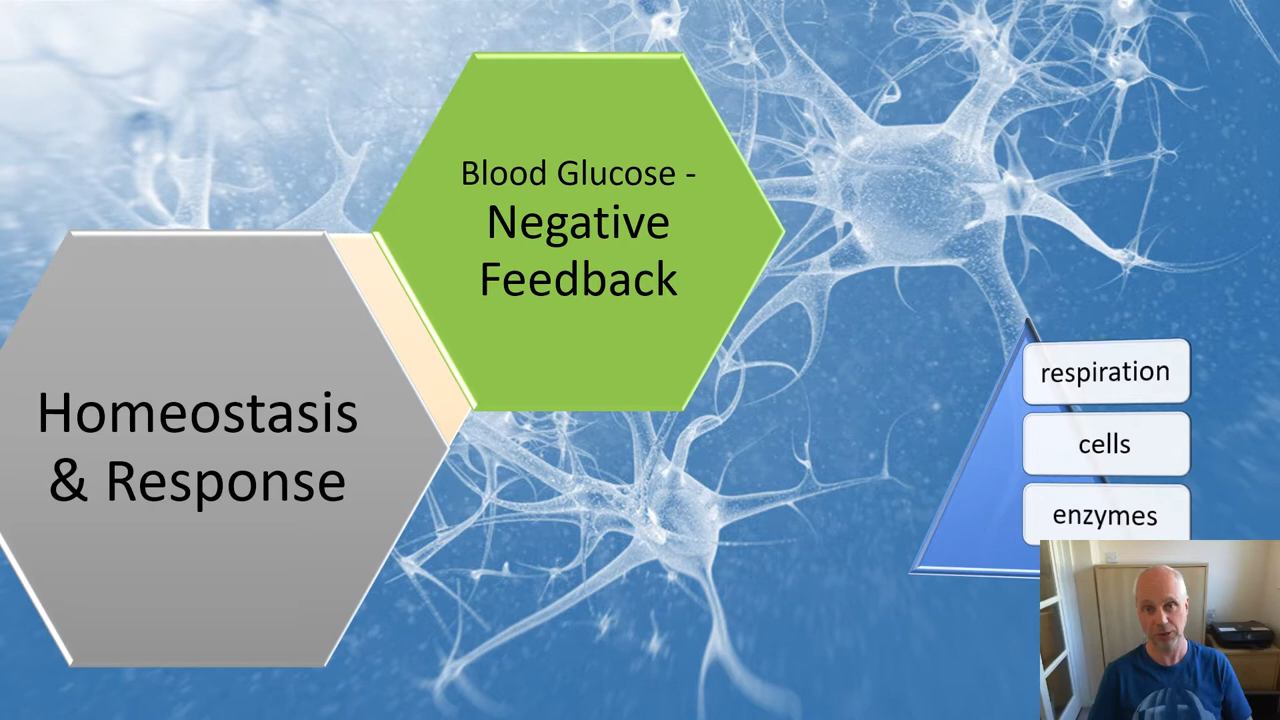 Blood Glucose -
Negative
Feedback
Homeostasis
& Response
respiration
cells
enzymes